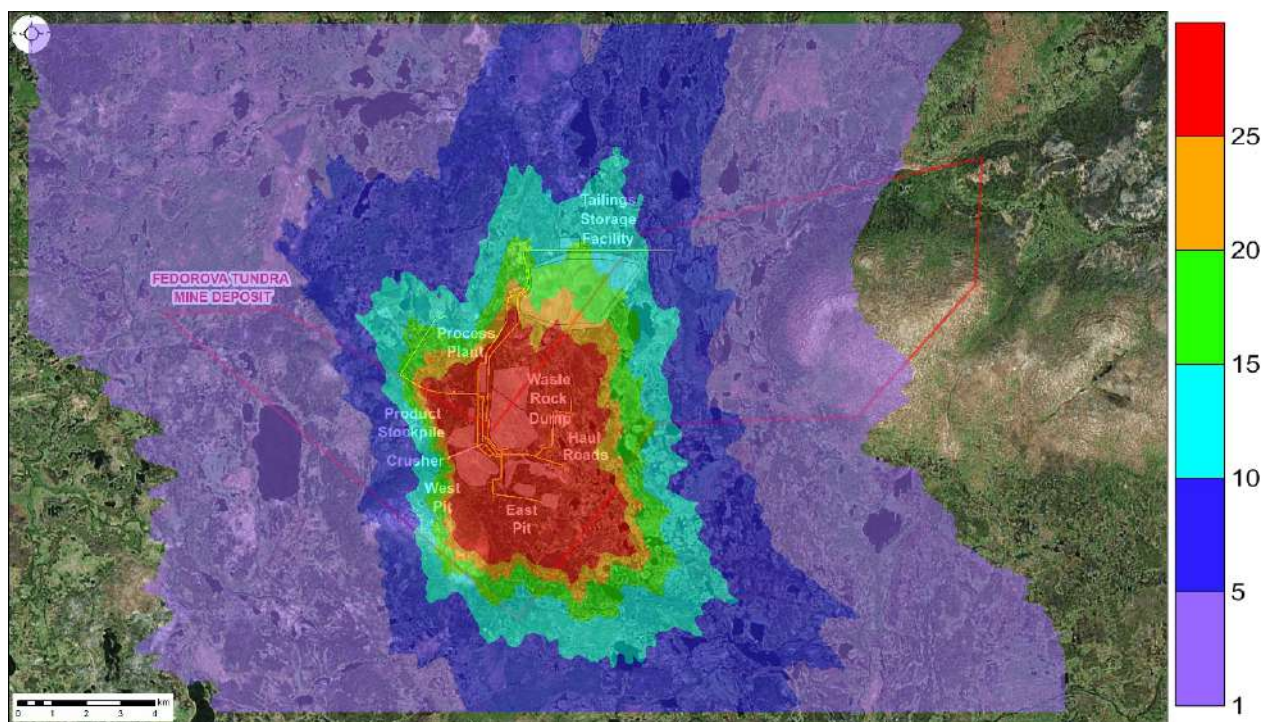 Tailings
Storage
Facility
FEDOROVA TUNDRA
MINE DEPOSIT
Process
Plant
Waste
Rock
Dump
Product
Stockpile
Haul
Roads
Crusher
West
Pit
East
Pit
25
20
15
10
5
1
km
0 1 2 3 4